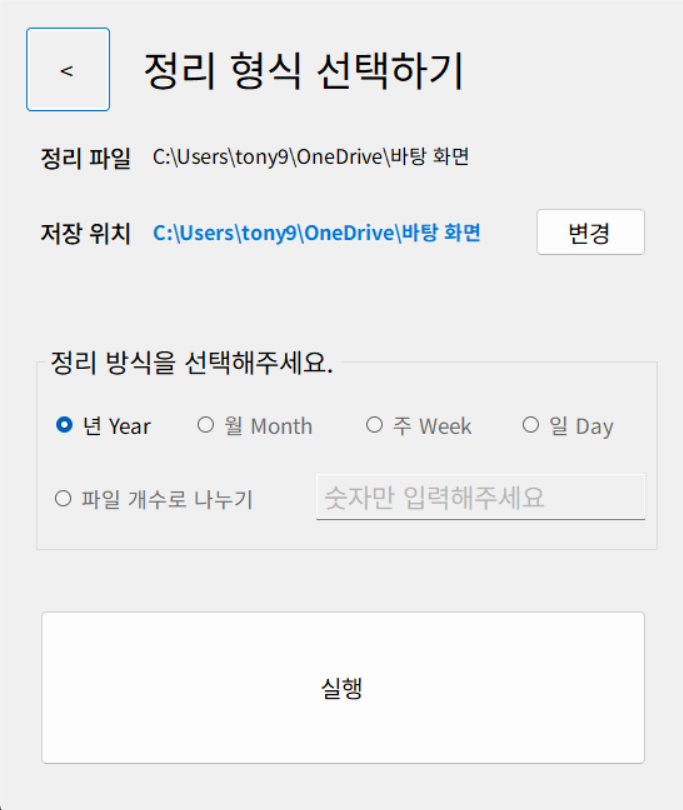 < 정리 형식 선택하기
정리 파일 C:\Users\tony9\OneDrive\바탕 화면
저장 위치 C:\Users\tony9\OneDrive\바탕 화면 변경
정리 방식을 선택해주세요.
년 Year 월 Month 주 Week 일 Day
파일 개수로 나누기 숫자만 입력해주세요
실행